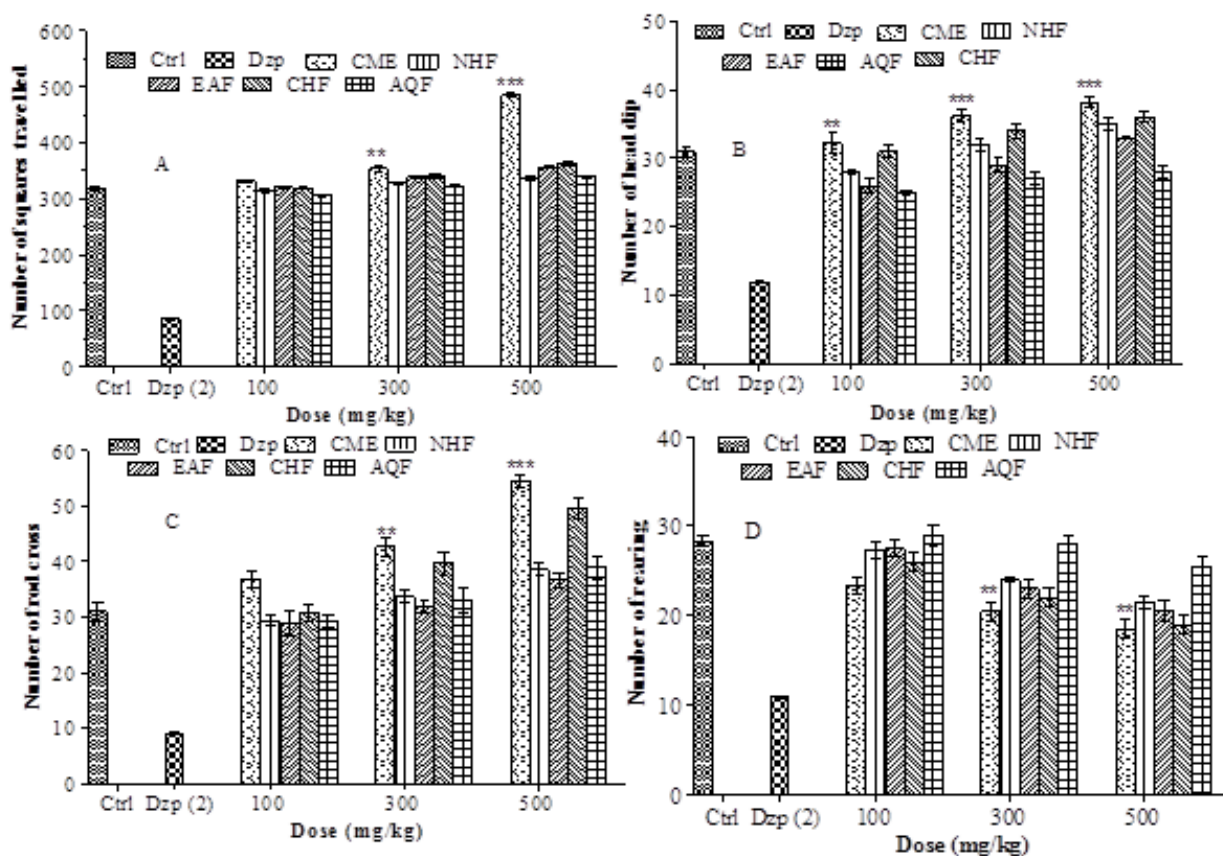 600
500
400
300
200
100
0
Number of squares travelled
Ctrl Dzp CME NHF
EAF CHF AQF
A
**
***
Ctrl Dzp (2) 100 300 500
Dose (mg/kg)
50
40
30
20
10
0
Number of head dip
Ctrl Dzp CME NHF
EAF AQF CHF
B
**
***
***
Ctrl Dzp (2) 100 300 500
Dose (mg/kg)
60
50
40
30
20
10
0
Number of rod cross
Ctrl Dzp CME NHF
EAF CHF AQF
C
**
***
Ctrl Dzp (2) 100 300 500
Dose (mg/kg)
40
30
20
10
0
Number of rearing
Ctrl Dzp CME NHF
EAF CHF AQF
D
**
**
Ctrl Dzp (2) 100 300 500
Dose (mg/kg)